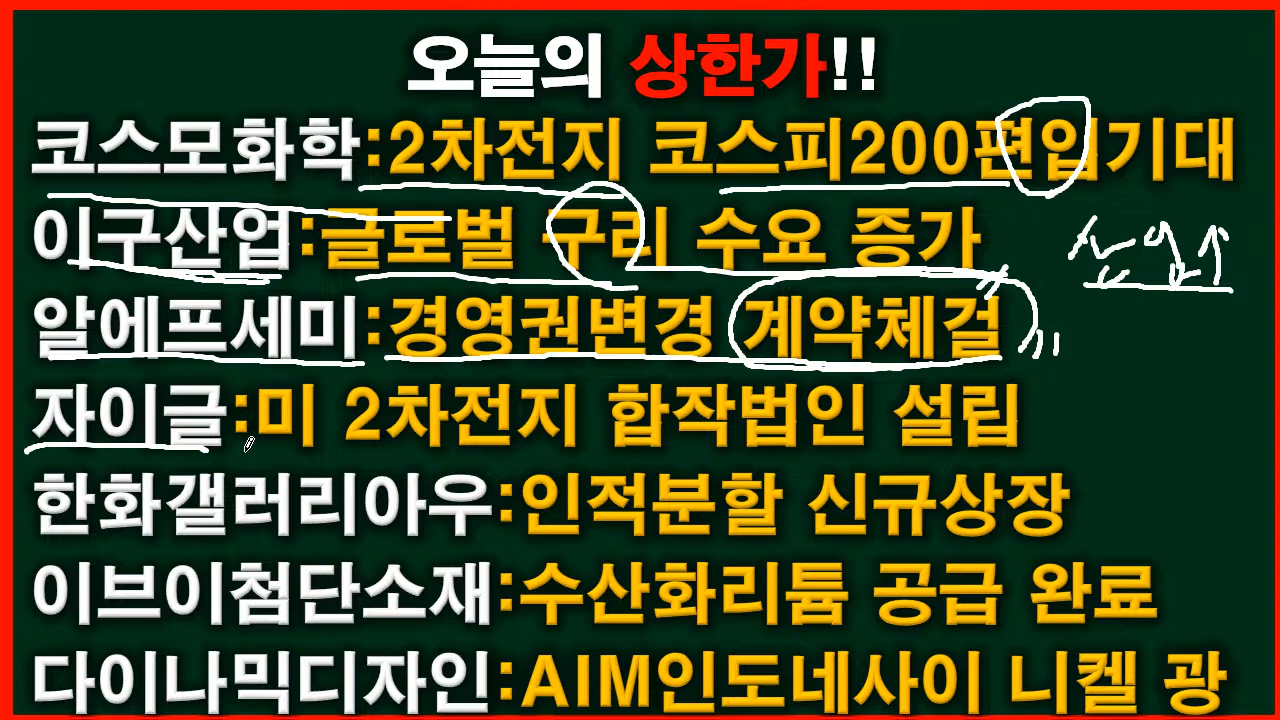 오늘의 상한가!!
코스모화학:2차전지 코스피200편입기대
이구산업:글로벌 구리 수요 증가
알에프세미:경영권변경 계약체결
자이글:미 2차전지 합작법인 설립
한화갤러리아우:인적분할 신규상장
이브이첨단소재:수산화리튬 공급 완료
다이나믹디자인:AIM인도네사이 니켈 광